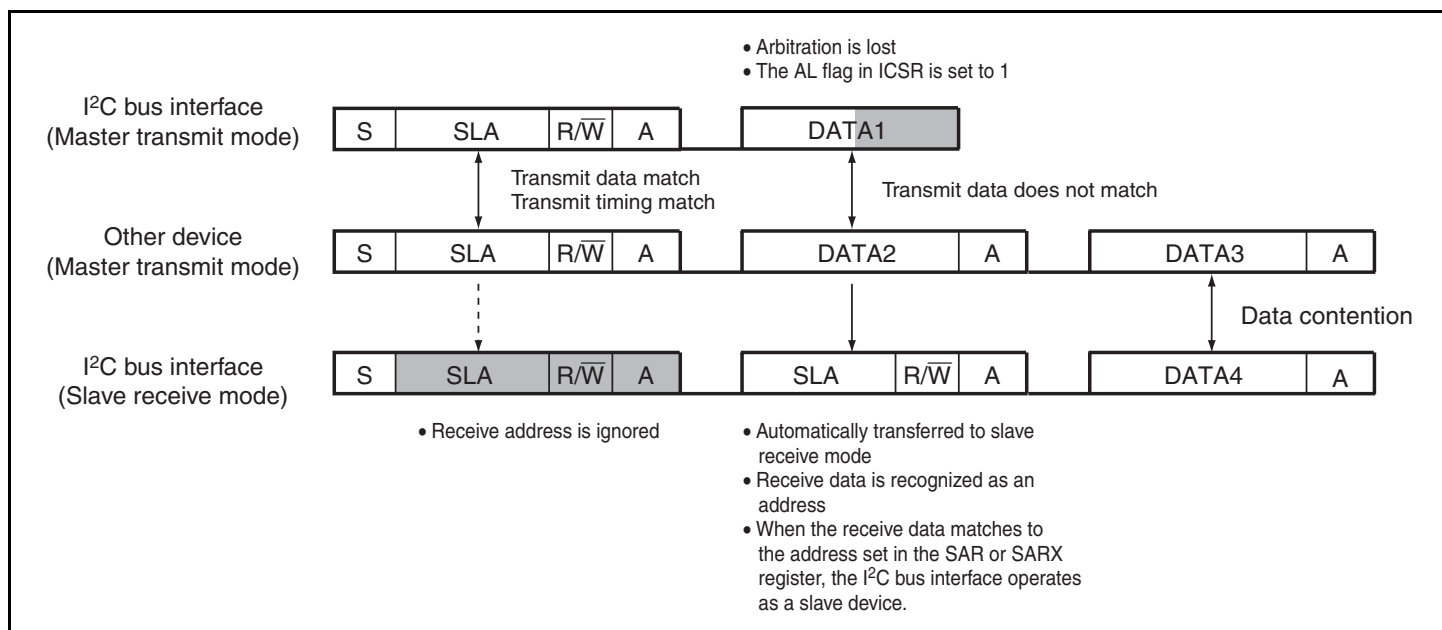 • Arbitration is lost
• The AL flag in ICSR is set to 1
I²C bus interface
(Master transmit mode)
S SLA R/W̅ A DATA1
Transmit data match
Transmit timing match
Transmit data does not match
Other device
(Master transmit mode)
S SLA R/W̅ A DATA2 A DATA3 A
Data contention
I²C bus interface
(Slave receive mode)
S SLA R/W̅ A SLA R/W̅ A DATA4 A
• Receive address is ignored
• Automatically transferred to slave
receive mode
• Receive data is recognized as an
address
• When the receive data matches to
the address set in the SAR or SARX
register, the I²C bus interface operates
as a slave device.